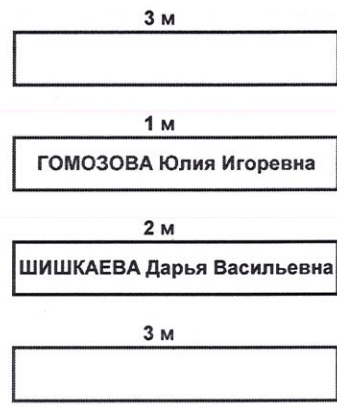 3 м
1 м
ГОМОЗОВА Юлия Игоревна
2 м
ШИШКАЕВА Дарья Васильевна
3 м